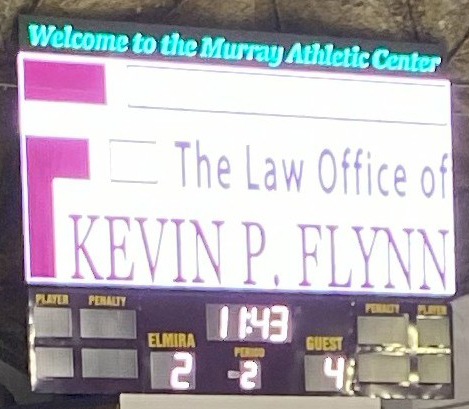 Welcome to the Murray Athletic Center
The Law Office of
KEVIN P. FLYNN
PLAYER PENALTY 11:43 PENALTY PLAYER
ELMIRA PERIOD GUEST
2 2 4